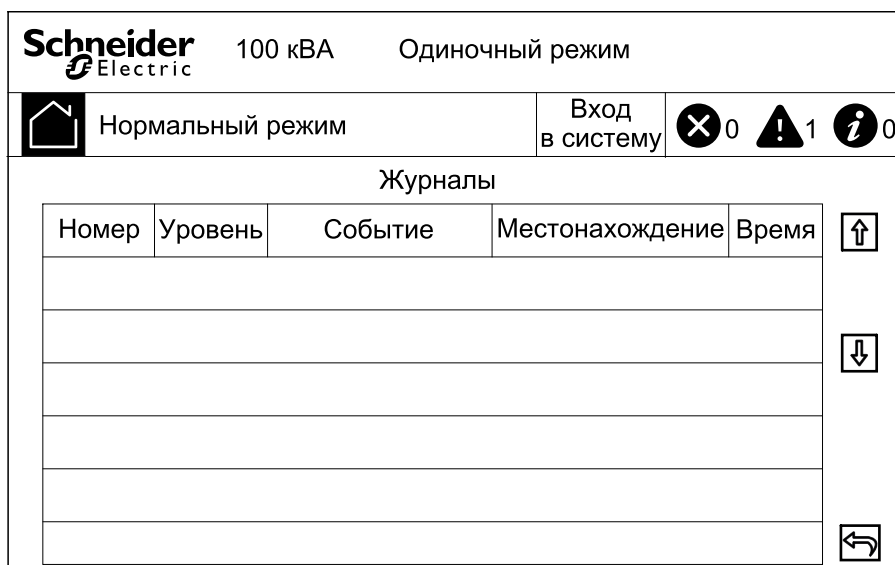 Schneider Electric 100 кВА Одиночный режим
Нормальный режим Вход в систему 0 1 0
Журналы
Номер Уровень Событие Местонахождение Время